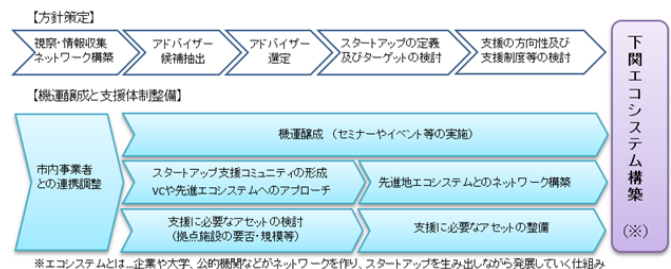 【方針策定】
視察・情報収集
ネットワーク構築
アドバイザー
候補抽出
アドバイザー
選定
スタートアップの定義
及びターゲットの検討
支援の方向性及び
支援制度等の検討
【機運醸成と支援体制整備】
市内事業者
との連携調整
機運醸成 （セミナーやイベント等の実施）
スタートアップ支援コミュニティの形成
VCや先進エコシステムへのアプローチ
先進地エコシステムとのネットワーク構築
支援に必要なアセットの検討
（拠点施設の要否・規模等）
支援に必要なアセットの整備
下関エコシステム構築
（※）
※エコシステムとは…企業や大学、公的機関などがネットワークを作り、スタートアップを生み出しながら発展していく仕組み